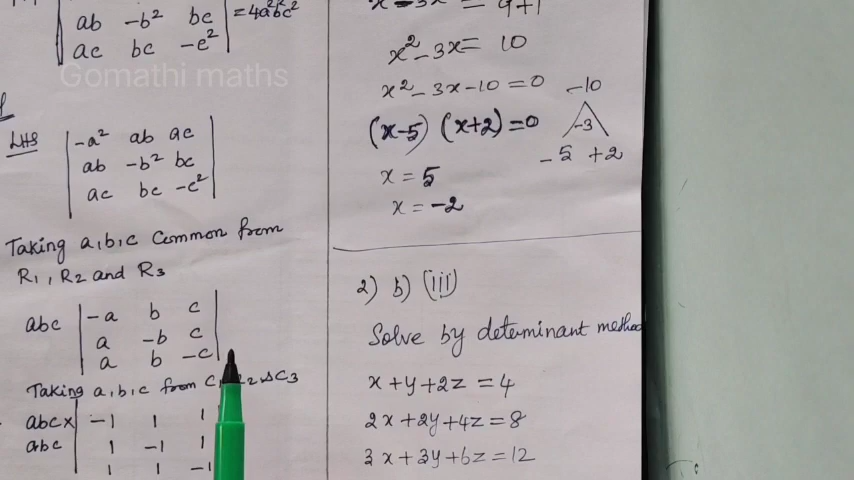 ab -b² bc = 4a²b²c²
ac bc -c²
Gomathi maths
LHS -a² ab ac
ab -b² bc
ac bc -c²
Taking a,b,c Common from
R₁, R₂ and R₃
abc -a b c
a -b c
a b -c
Taking a,b,c from C₁ C₂ & C₃
abc x -1 1 1
abc 1 -1 1
1 1 -1
x² - 3x = 10
x² - 3x - 10 = 0
-10
(x-5) (x+2) = 0
-3
-5 +2
x = 5
x = -2
2) b) (iii)
Solve by determinant method
x+y+2z = 4
2x+2y+4z = 8
3x+3y+6z = 12